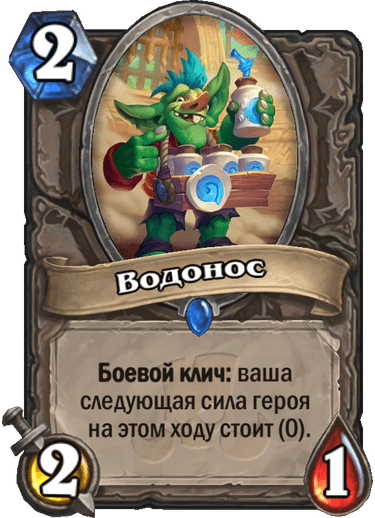 2
Водонос
Боевой клич: ваша
следующая сила героя
на этом ходу стоит (0).
2
1